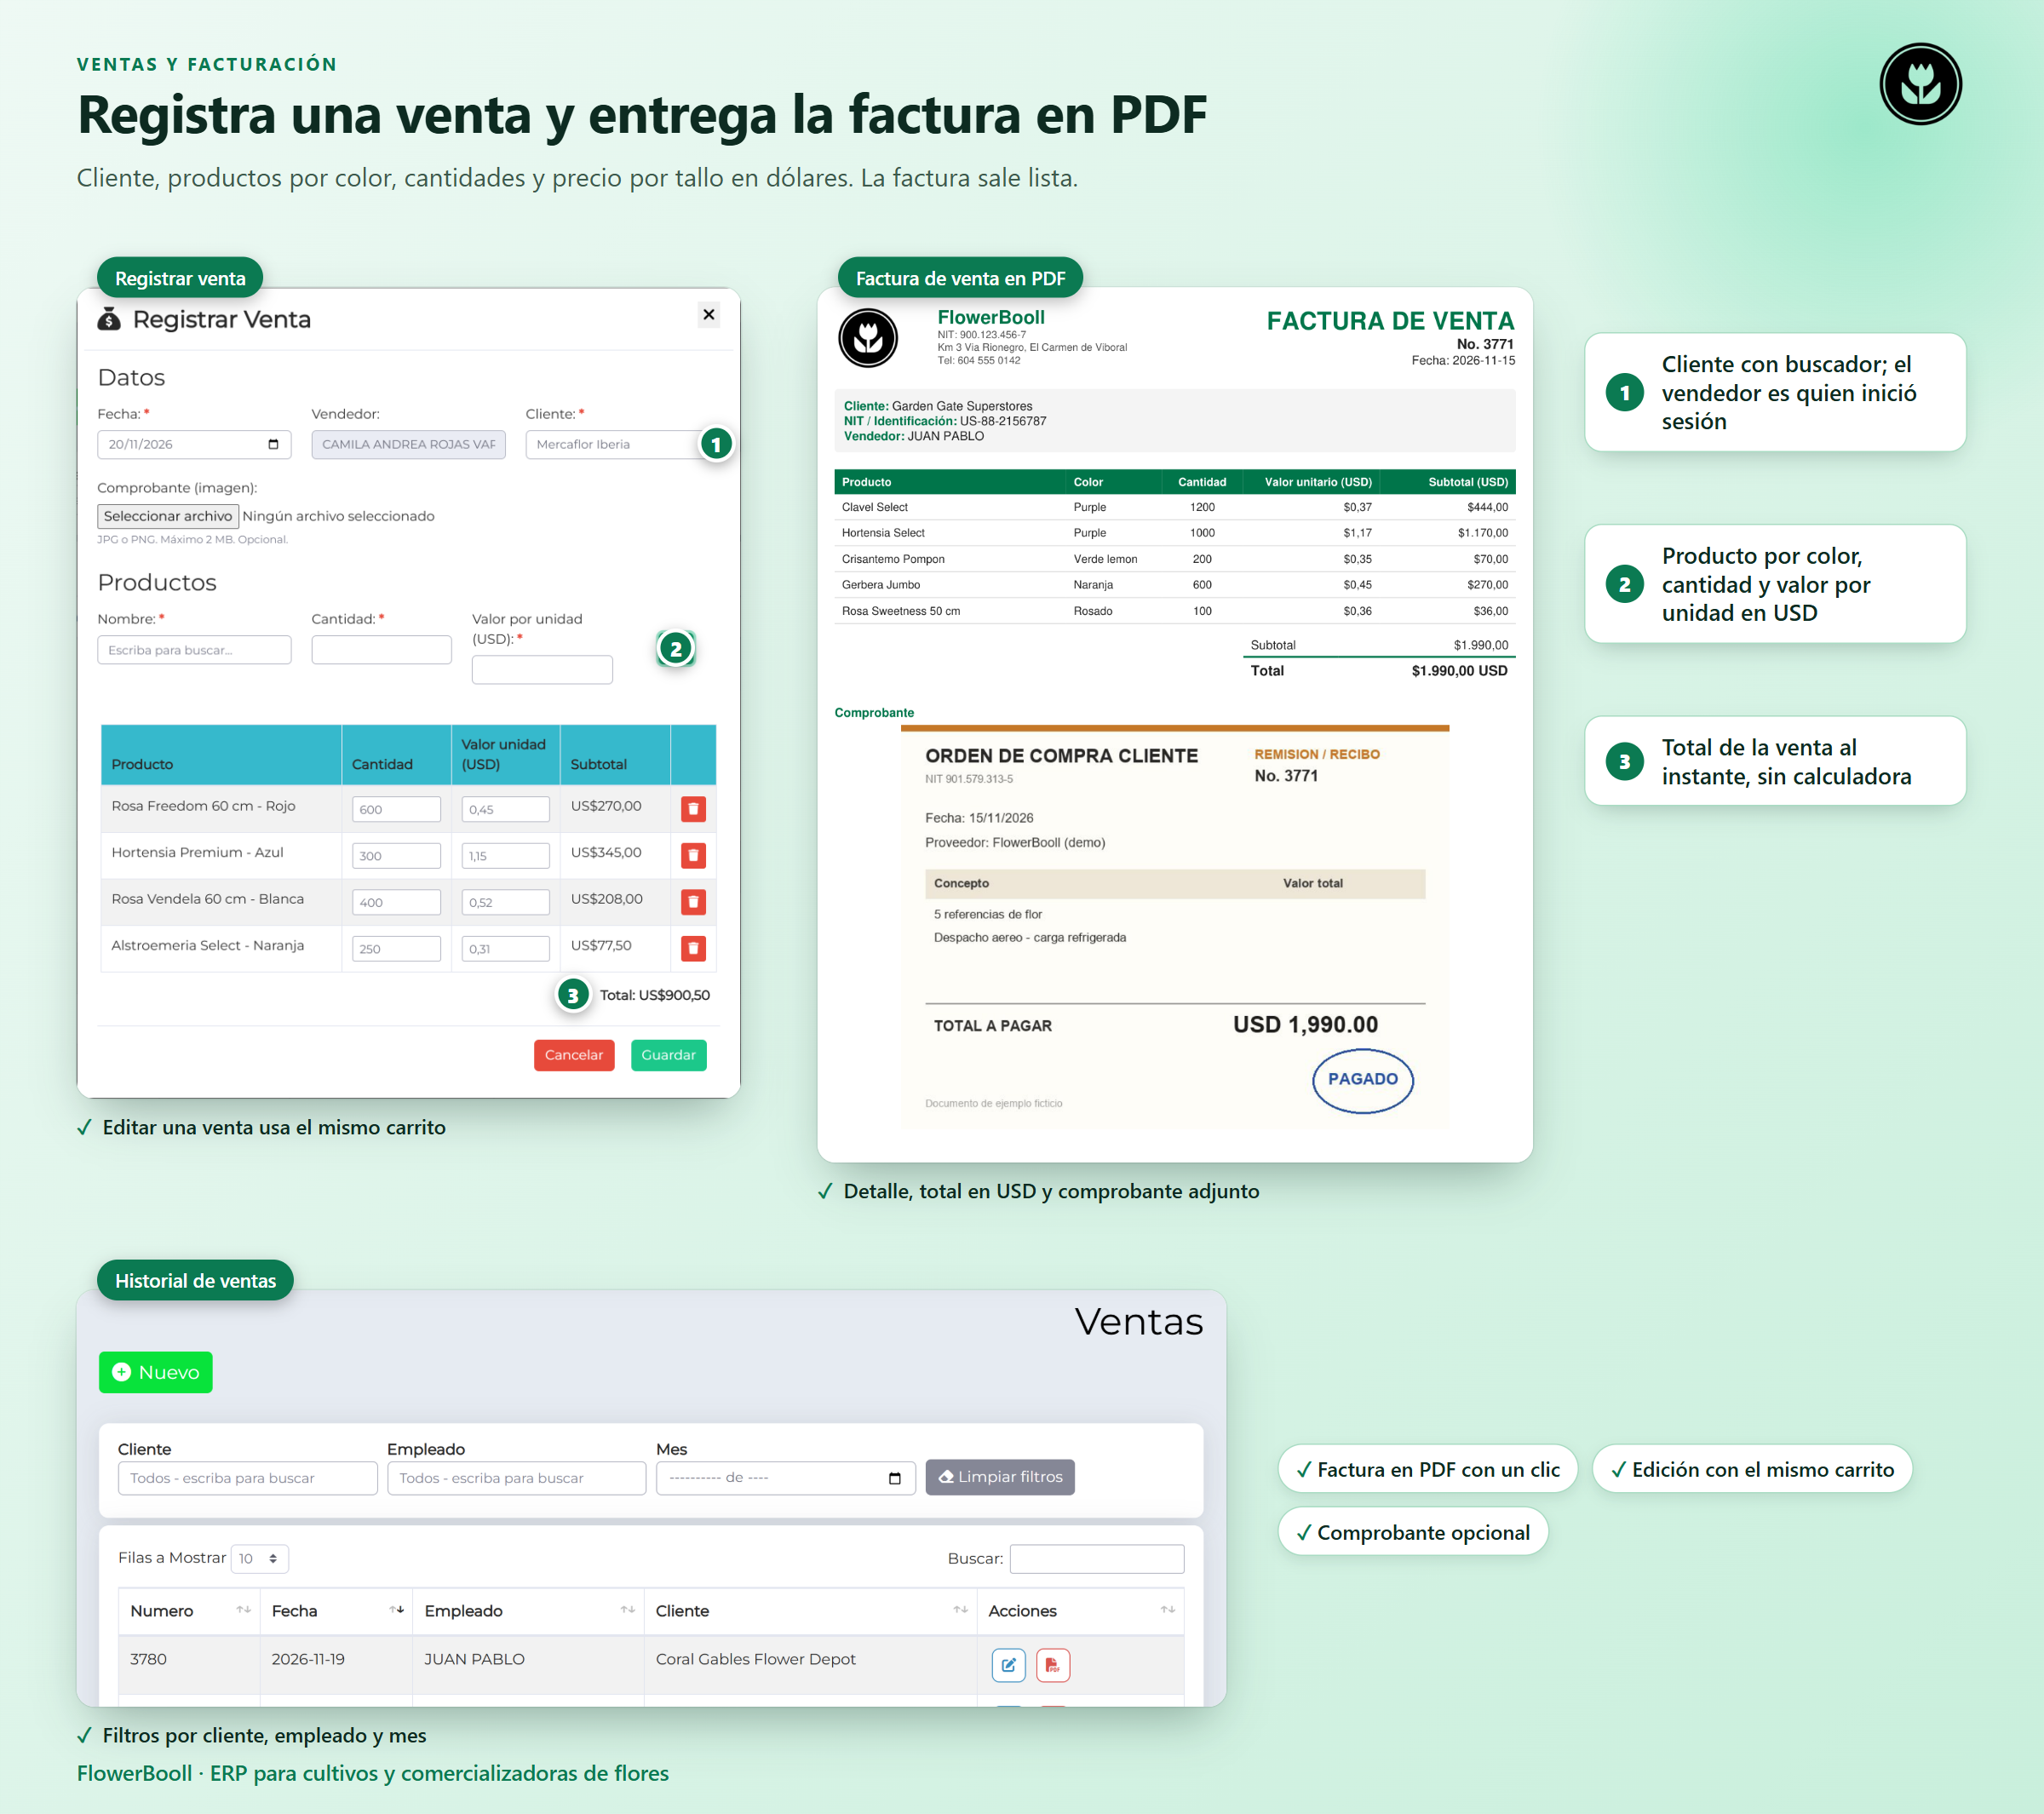 VENTAS Y FACTURACIÓN
Registra una venta y entrega la factura en PDF
Cliente, productos por color, cantidades y precio por tallo en dólares. La factura sale lista.
Registrar venta
Registrar Venta
Datos
Fecha: * Vendedor: Cliente: *
20/11/2026 CAMILA ANDREA ROJAS VAR Mercaflor Iberia 1
Comprobante (imagen):
Seleccionar archivo Ningún archivo seleccionado
JPG o PNG. Máximo 2 MB. Opcional.
Productos
Nombre: * Cantidad: * Valor por unidad
(USD): *
Escriba para buscar... 2
Producto Cantidad Valor unidad (USD) Subtotal
Rosa Freedom 60 cm - Rojo 600 0,45 US$270,00
Hortensia Premium - Azul 300 1,15 US$345,00
Rosa Vendela 60 cm - Blanca 400 0,52 US$208,00
Alstroemeria Select - Naranja 250 0,31 US$77,50
3 Total: US$900,50
Cancelar Guardar
✓ Editar una venta usa el mismo carrito
Factura de venta en PDF
FlowerBooll
NIT: 900.123.456-7
Km 3 Via Rionegro, El Carmen de Viboral
Tel: 604 555 0142
FACTURA DE VENTA
No. 3771
Fecha: 2026-11-15
Cliente: Garden Gate Superstores
NIT / Identificación: US-88-2156787
Vendedor: JUAN PABLO
Producto Color Cantidad Valor unitario (USD) Subtotal (USD)
Clavel Select Purple 1200 $0,37 $444,00
Hortensia Select Purple 1000 $1,17 $1.170,00
Crisantemo Pompon Verde lemon 200 $0,35 $70,00
Gerbera Jumbo Naranja 600 $0,45 $270,00
Rosa Sweetness 50 cm Rosado 100 $0,36 $36,00
Subtotal $1.990,00
Total $1.990,00 USD
Comprobante
ORDEN DE COMPRA CLIENTE REMISION / RECIBO
NIT 901.579.313-5 No. 3771
Fecha: 15/11/2026
Proveedor: FlowerBooll (demo)
Concepto Valor total
5 referencias de flor
Despacho aereo - carga refrigerada
TOTAL A PAGAR USD 1,990.00
PAGADO
Documento de ejemplo ficticio
✓ Detalle, total en USD y comprobante adjunto
1 Cliente con buscador; el
vendedor es quien inició
sesión
2 Producto por color,
cantidad y valor por
unidad en USD
3 Total de la venta al
instante, sin calculadora
Historial de ventas
Ventas
Nuevo
Cliente Empleado Mes
Todos - escriba para buscar Todos - escriba para buscar ---------- de ---- Limpiar filtros
Filas a Mostrar 10 Buscar:
Numero Fecha Empleado Cliente Acciones
3780 2026-11-19 JUAN PABLO Coral Gables Flower Depot PDF
✓ Filtros por cliente, empleado y mes
✓ Factura en PDF con un clic ✓ Edición con el mismo carrito
✓ Comprobante opcional
FlowerBooll · ERP para cultivos y comercializadoras de flores